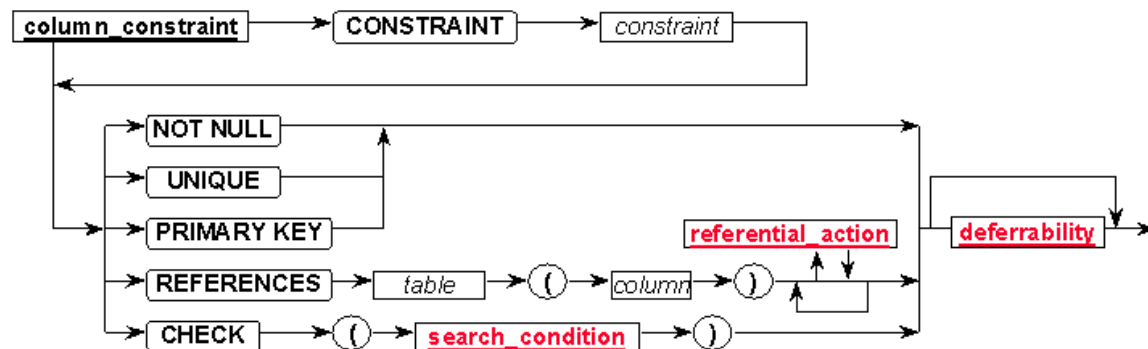 column_constraint CONSTRAINT constraint
NOT NULL
UNIQUE
PRIMARY KEY
referential_action
deferrability
REFERENCES table ( column )
CHECK ( search_condition )